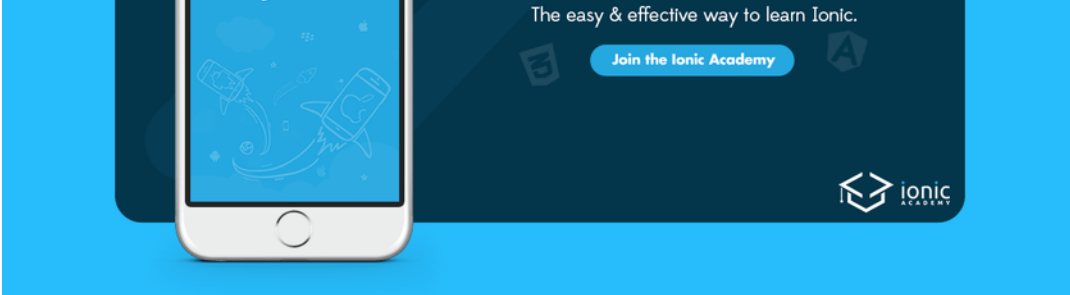 The easy & effective way to learn Ionic.
Join the Ionic Academy
ionic
ACADEMY